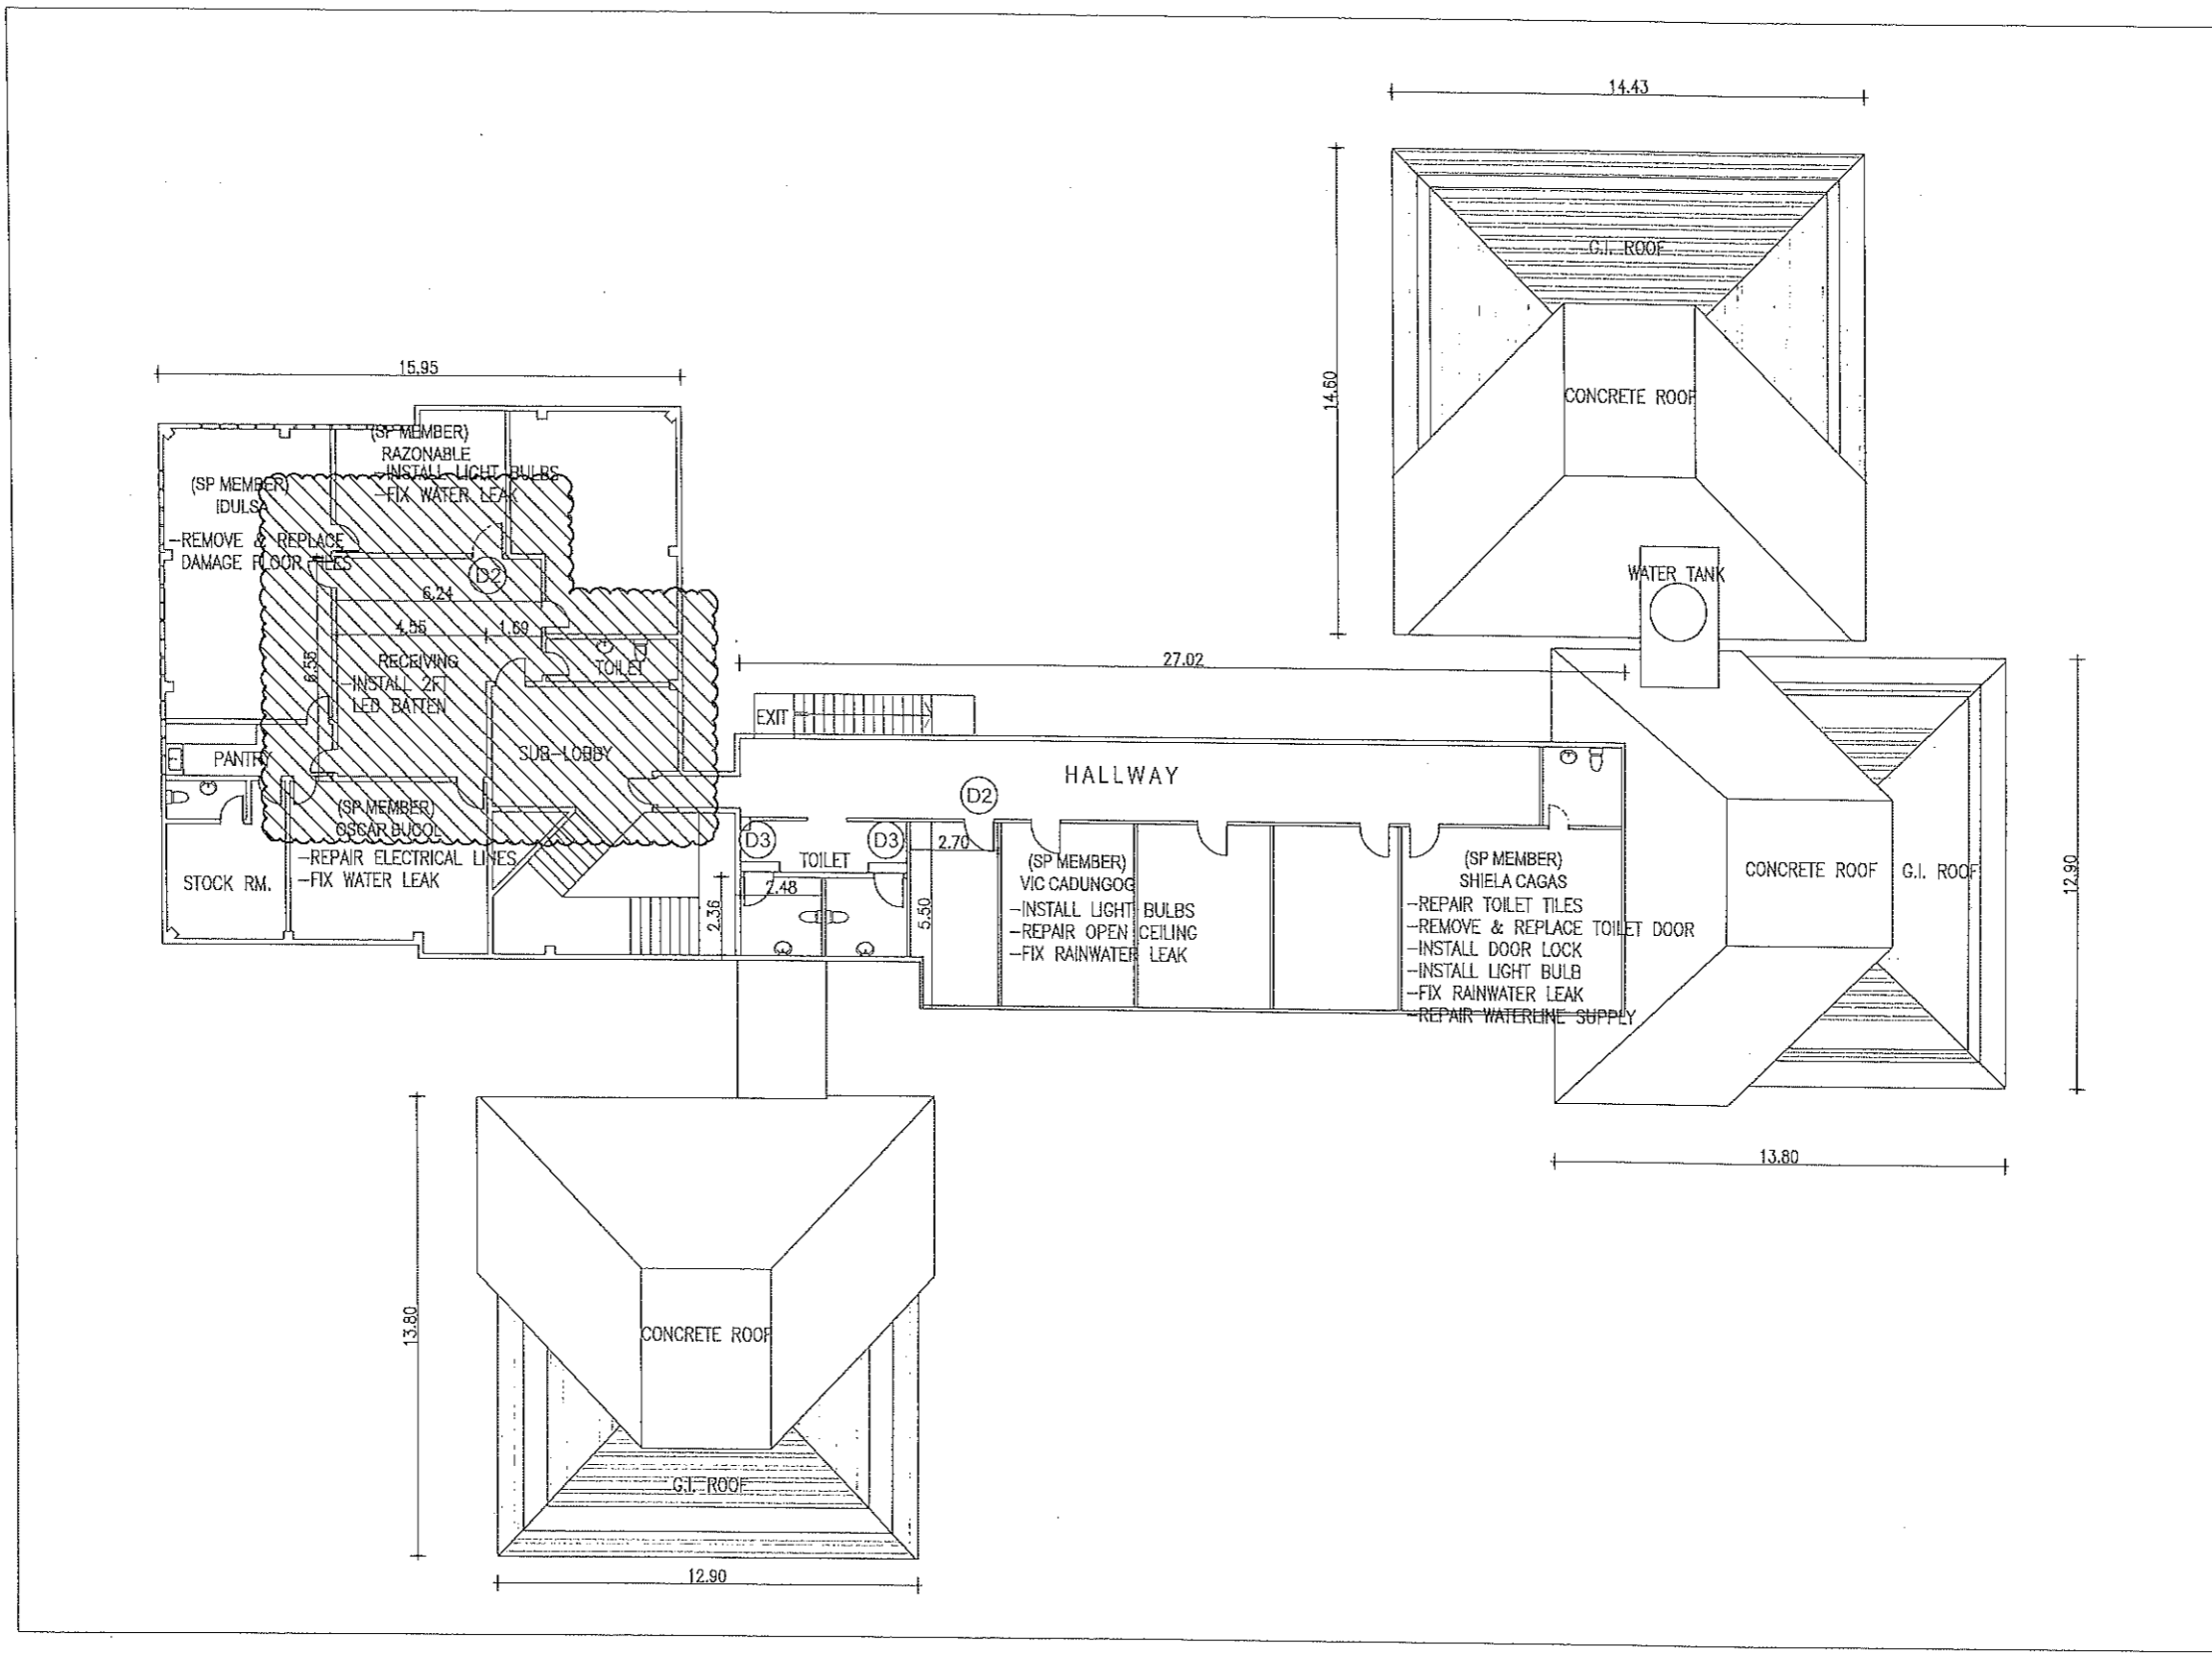 14.43
G.I. ROOF
14.60
CONCRETE ROOF
WATER TANK
15.95
(SP MEMBER)
RAZONABLE
-INSTALL LIGHT BULBS
-FIX WATER LEAK
(SP MEMBER)
IDULSA
-REMOVE & REPLACE
DAMAGE FLOOR TILES
D2
6.24
4.55
1.69
6.55
RECEIVING
-INSTALL 2FT
LED BATTEN
TOILET
SUB-LOBBY
PANTRY
(SP MEMBER)
OSCAR BUCOL
-REPAIR ELECTRICAL LINES
-FIX WATER LEAK
STOCK RM.
27.02
EXIT
HALLWAY
D2
D3
D3
TOILET
2.48
2.36
2.70
5.50
(SP MEMBER)
VIC CADUNGOG
-INSTALL LIGHT BULBS
-REPAIR OPEN CEILING
-FIX RAINWATER LEAK
(SP MEMBER)
SHIELA CAGAS
-REPAIR TOILET TILES
-REMOVE & REPLACE TOILET DOOR
-INSTALL DOOR LOCK
-INSTALL LIGHT BULB
-FIX RAINWATER LEAK
-REPAIR WATERLINE SUPPLY
CONCRETE ROOF
G.I. ROOF
12.90
13.80
13.80
CONCRETE ROOF
G.I. ROOF
12.90